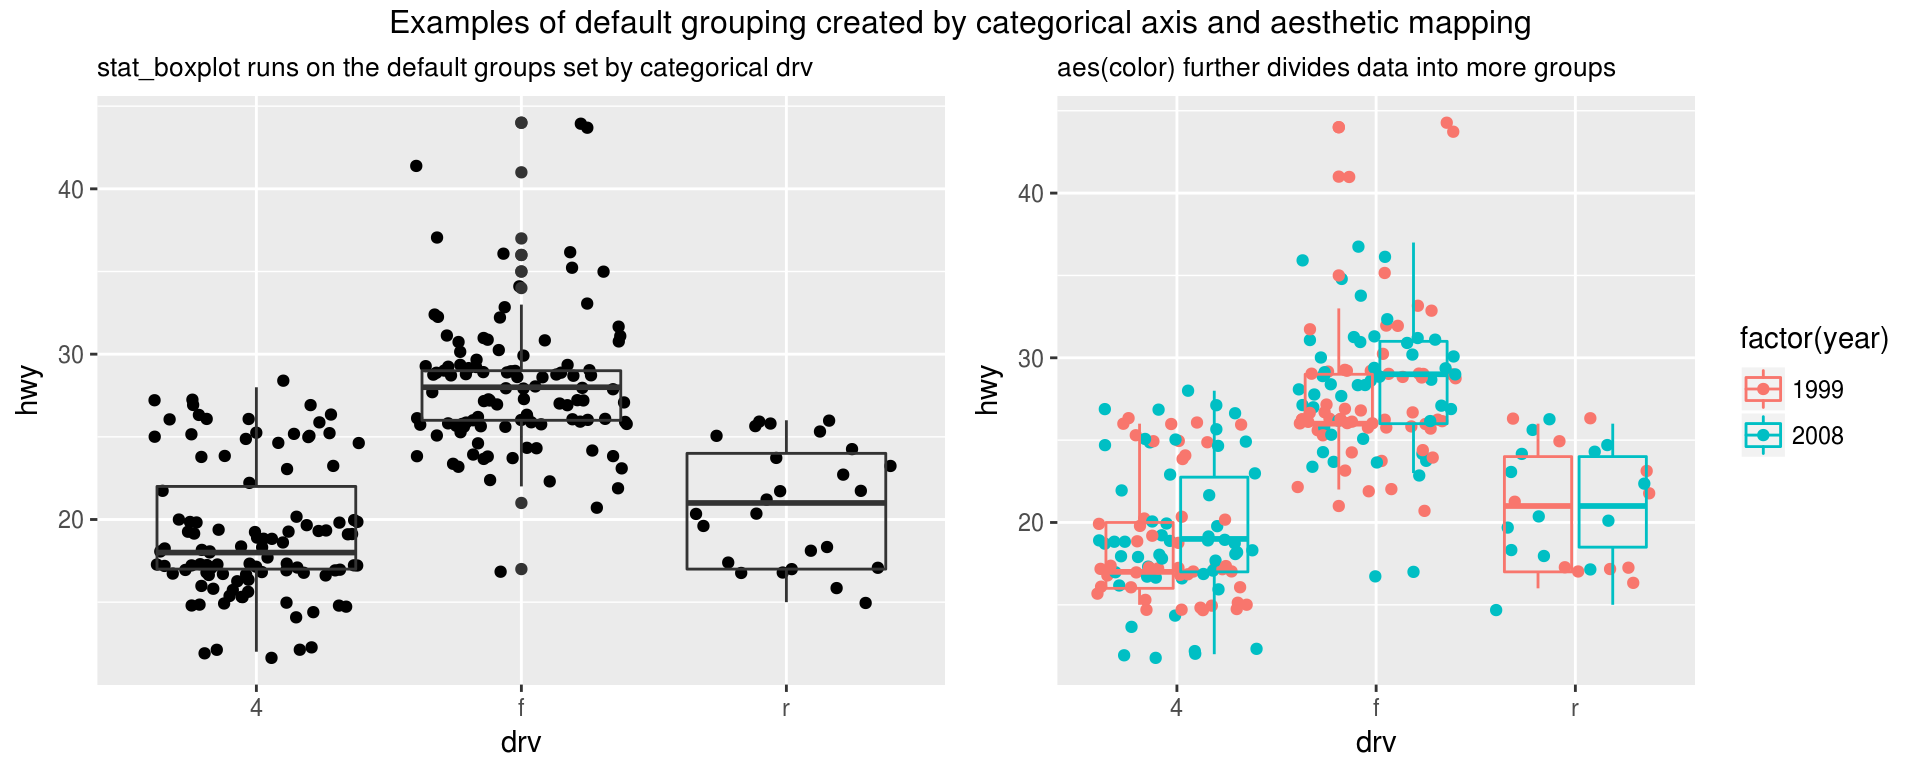 Examples of default grouping created by categorical axis and aesthetic mapping
stat_boxplot runs on the default groups set by categorical drv
40
30
20
hwy
4 f r
drv
aes(color) further divides data into more groups
40
30
20
hwy
4 f r
drv
factor(year)
1999
2008